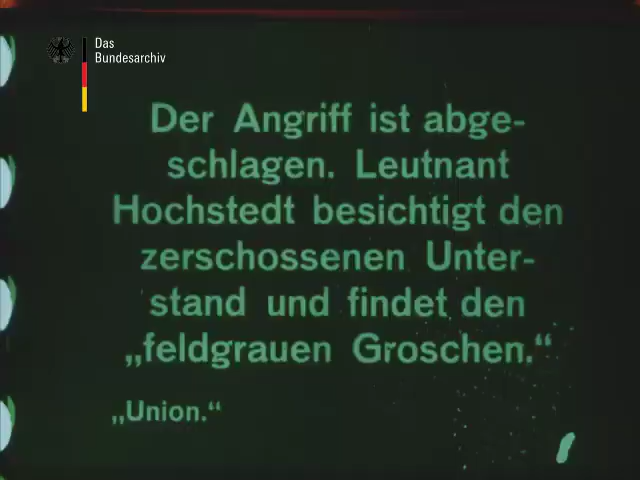 Das
Bundesarchiv
Der Angriff ist abge-
schlagen. Leutnant
Hochstedt besichtigt den
zerschossenen Unter-
stand und findet den
„feldgrauen Groschen.“
„Union.“